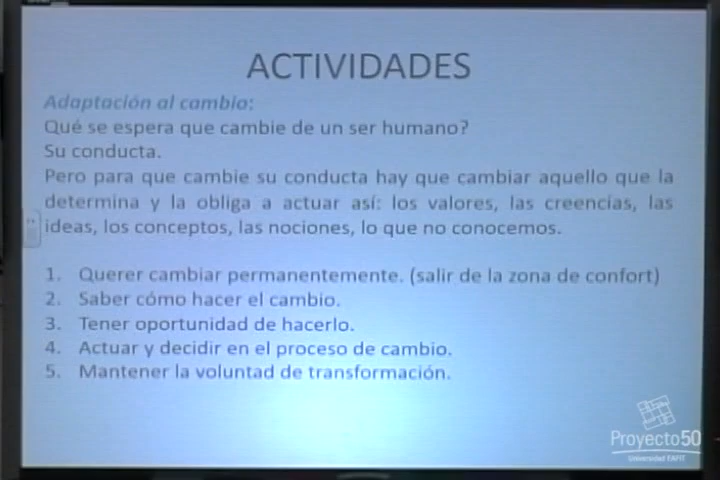 ACTIVIDADES
Adaptación al cambio:
Qué se espera que cambie de un ser humano?
Su conducta.
Pero para que cambie su conducta hay que cambiar aquello que la
determina y la obliga a actuar así: los valores, las creencias, las
ideas, los conceptos, las nociones, lo que no conocemos.
1. Querer cambiar permanentemente. (salir de la zona de confort)
2. Saber cómo hacer el cambio.
3. Tener oportunidad de hacerlo.
4. Actuar y decidir en el proceso de cambio.
5. Mantener la voluntad de transformación.
Proyecto50
Universidad EAFIT